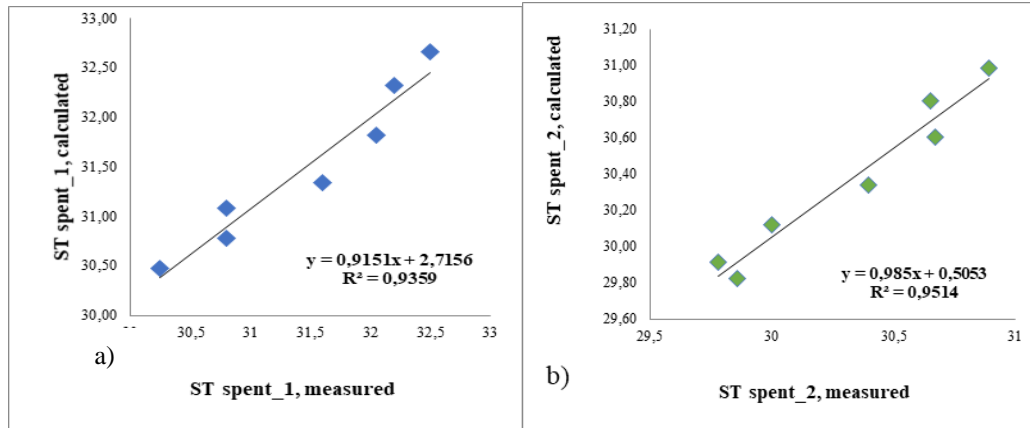 33,00
32,50
32,00
31,50
31,00
30,50
30,00
ST spent_1, calculated
y = 0,9151x + 2,7156
R² = 0,9359
30,5
31
31,5
32
32,5
33
a)
ST spent_1, measured
31,20
31,00
30,80
30,60
30,40
30,20
30,00
29,80
29,60
ST spent_2, calculated
y = 0,985x + 0,5053
R² = 0,9514
29,5
30
30,5
31
b)
ST spent_2, measured